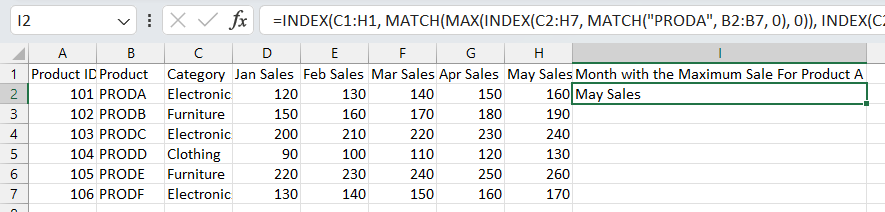 I2 fx =INDEX(C1:H1, MATCH(MAX(INDEX(C2:H7, MATCH("PRODA", B2:B7, 0), 0)), INDEX(C2
A B C D E F G H I
1 Product ID Product Category Jan Sales Feb Sales Mar Sales Apr Sales May Sales Month with the Maximum Sale For Product A
2 101 PRODA Electronic 120 130 140 150 160 May Sales
3 102 PRODB Furniture 150 160 170 180 190
4 103 PRODC Electronic 200 210 220 230 240
5 104 PRODD Clothing 90 100 110 120 130
6 105 PRODE Furniture 220 230 240 250 260
7 106 PRODF Electronic 130 140 150 160 170